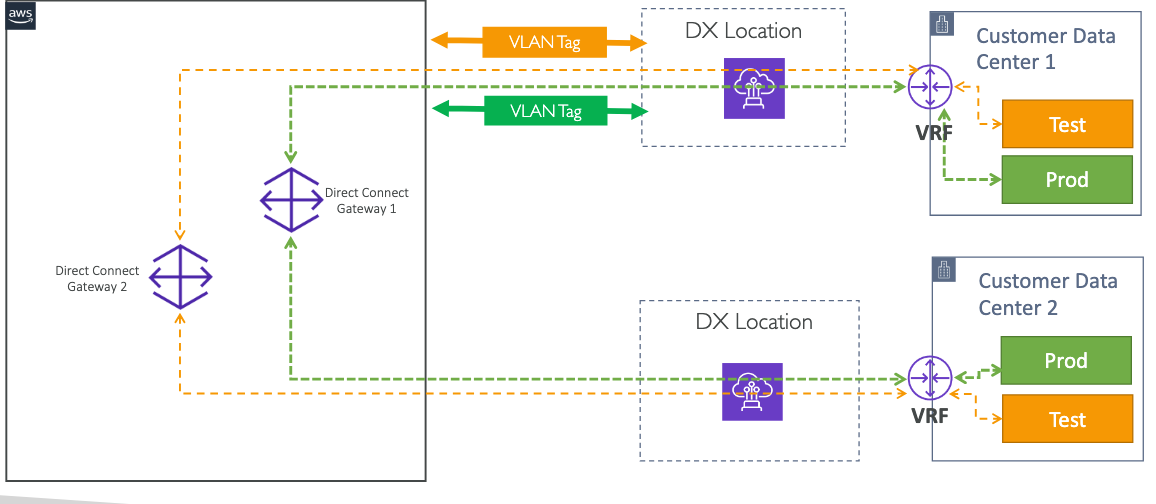 aws
VLAN Tag
DX Location
Customer Data
Center 1
VLAN Tag
VRF
Test
Prod
Direct Connect
Gateway 1
Direct Connect
Gateway 2
DX Location
Customer Data
Center 2
Prod
VRF
Test